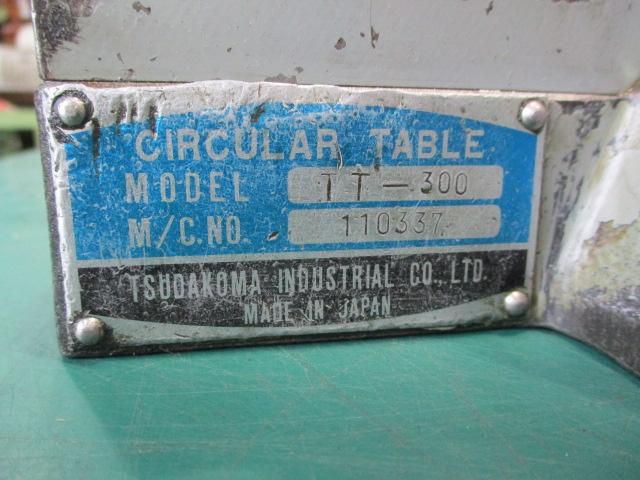 CIRCULAR TABLE
MODEL TT-300
M/C.NO. 110337
TSUDAKOMA INDUSTRIAL CO., LTD.
MADE IN JAPAN